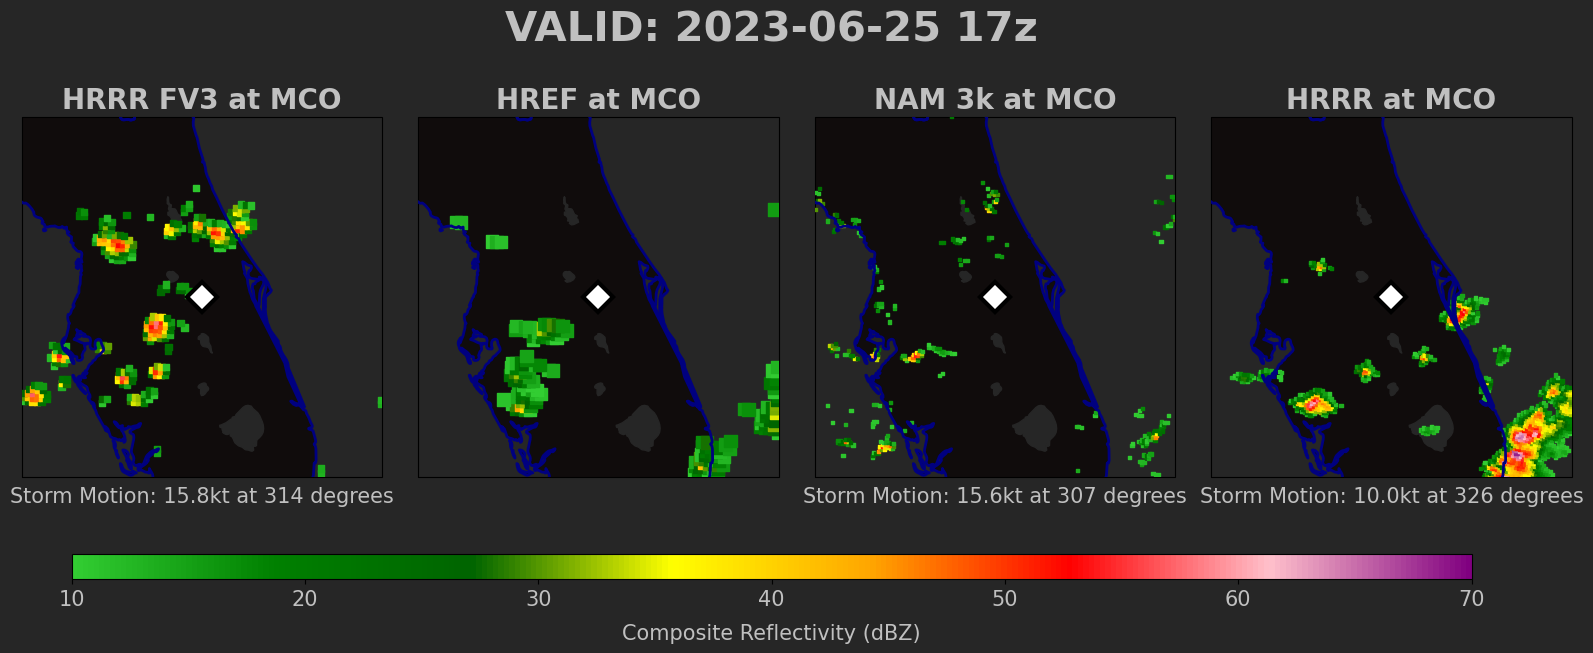 VALID: 2023-06-25 17z
HRRR FV3 at MCO
HREF at MCO
NAM 3k at MCO
HRRR at MCO
Storm Motion: 15.8kt at 314 degrees
Storm Motion: 15.6kt at 307 degrees
Storm Motion: 10.0kt at 326 degrees
10 20 30 40 50 60 70
Composite Reflectivity (dBZ)